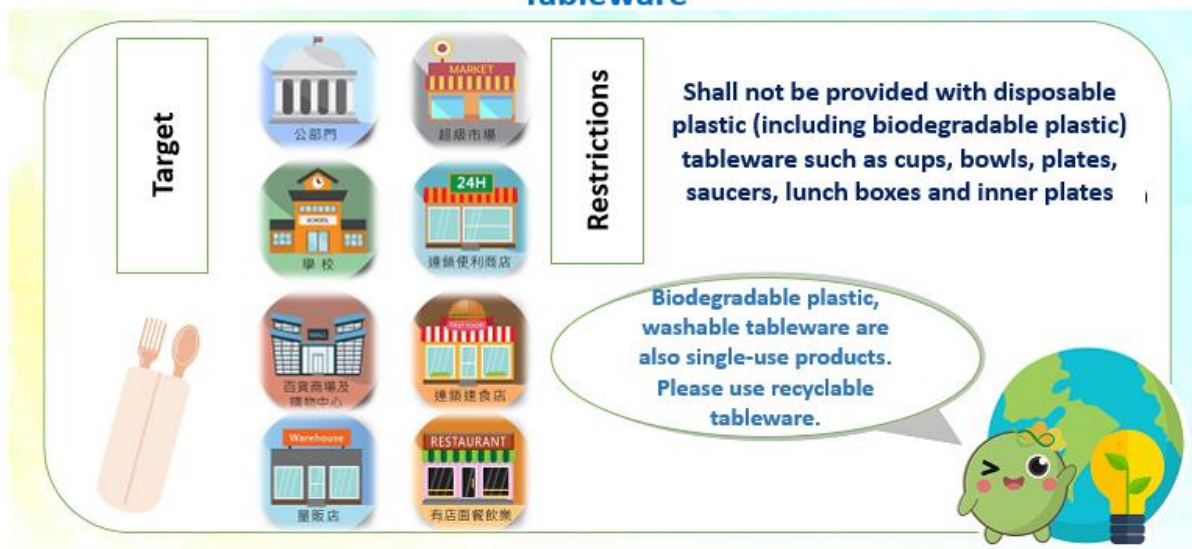 Tableware
Target
公部門
MARKET
超級市場
SCHOOL
學校
24H
連鎖便利商店
百貨商場及
購物中心
FAST FOOD
連鎖速食店
Warehouse
量販店
RESTAURANT
有店面餐飲業
Restrictions
Shall not be provided with disposable
plastic (including biodegradable plastic)
tableware such as cups, bowls, plates,
saucers, lunch boxes and inner plates
Biodegradable plastic,
washable tableware are
also single-use products.
Please use recyclable
tableware.